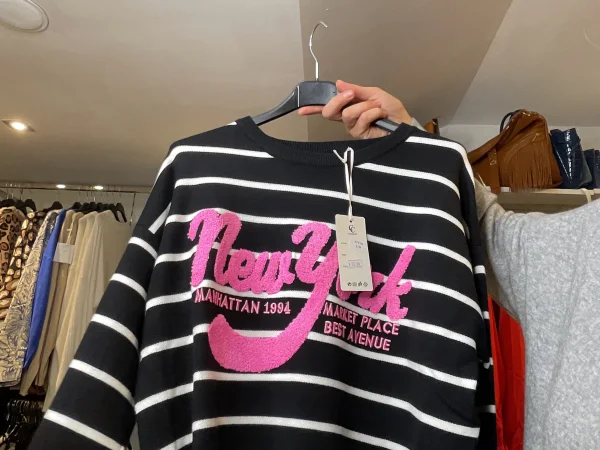 New York
MANHATTAN 1994
MARKET PLACE
BEST AVENUE